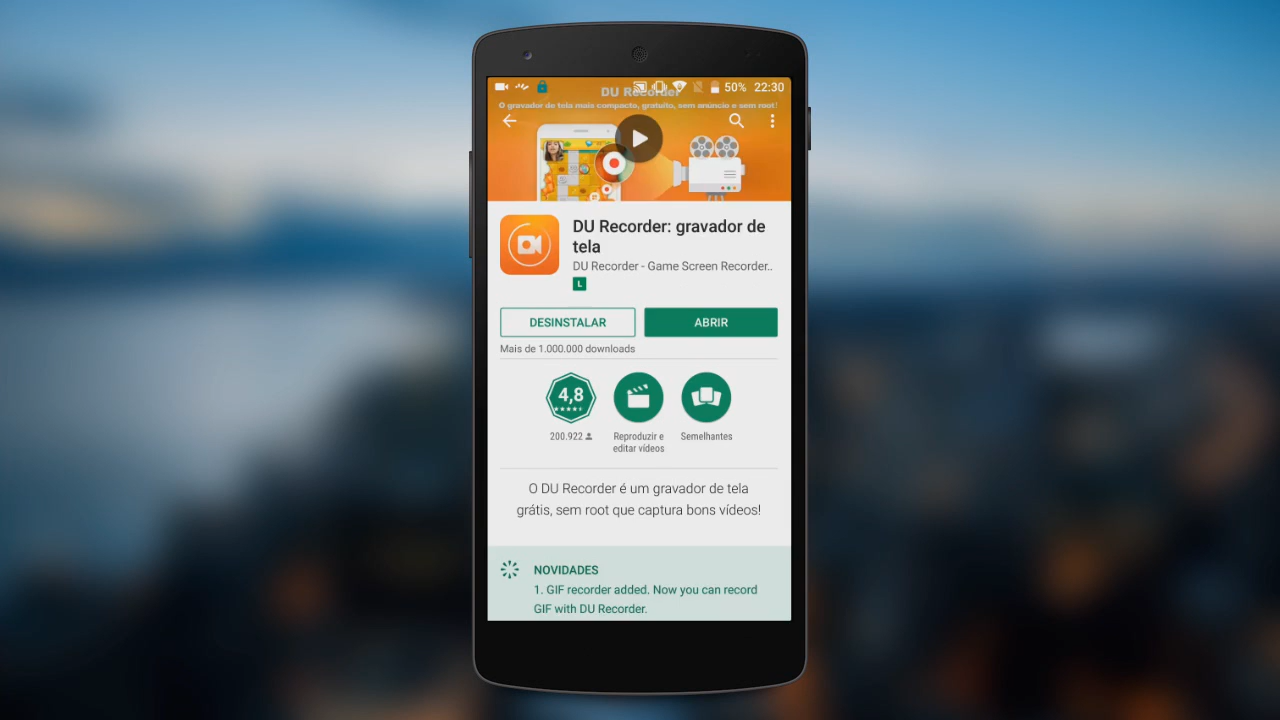 50% 22:30
DU Recorder
O gravador de tela mais compacto, gratuito, sem anúncio e sem root!
DU Recorder: gravador de
tela
DU Recorder - Game Screen Recorder..
L
DESINSTALAR
ABRIR
Mais de 1.000.000 downloads
4,8
200.922
Reproduzir e
editar vídeos
Semelhantes
O DU Recorder é um gravador de tela
grátis, sem root que captura bons vídeos!
NOVIDADES
1. GIF recorder added. Now you can record
GIF with DU Recorder.